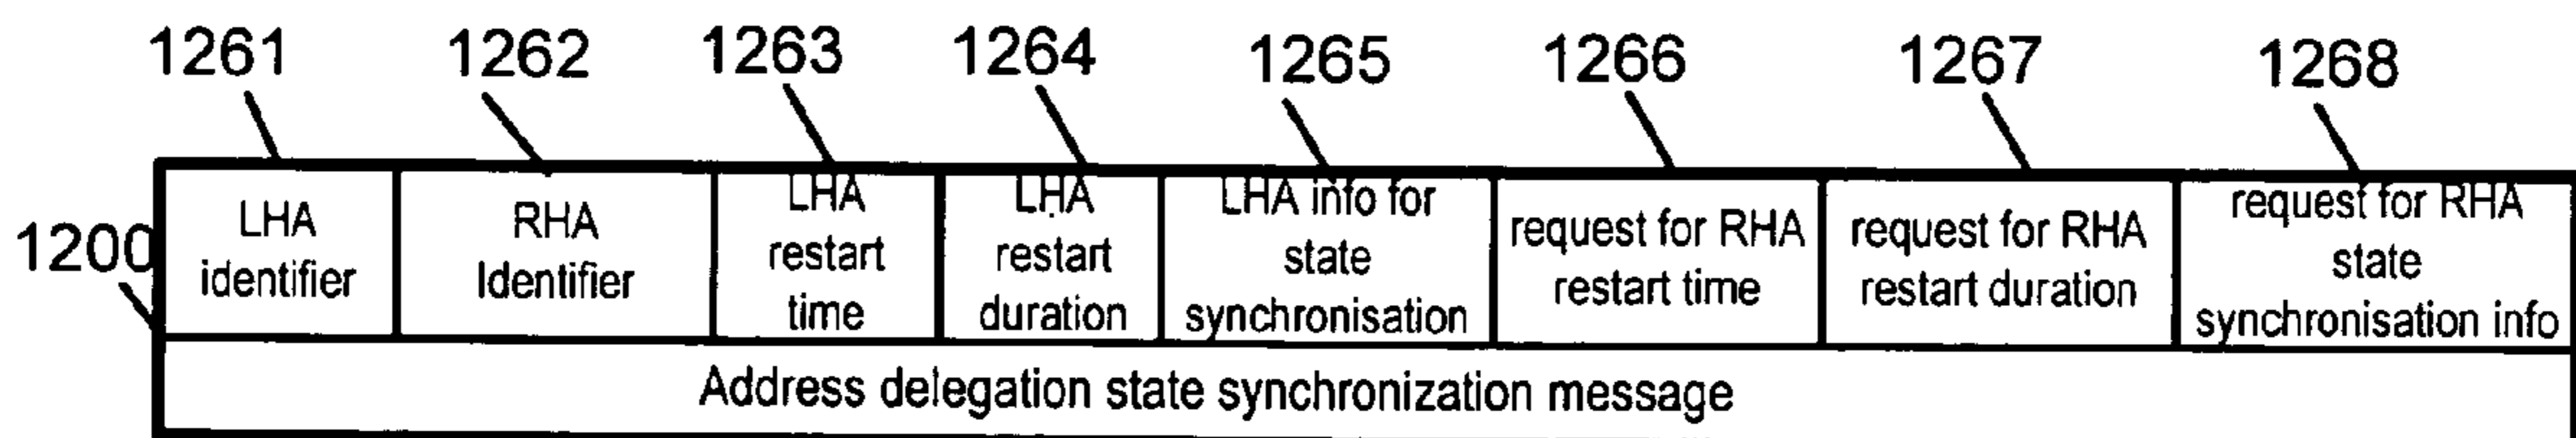 1261 1262 1263 1264 1265 1266 1267 1268
1200
LHA
identifier
RHA
Identifier
LHA
restart
time
LHA
restart
duration
LHA info for
state
synchronisation
request for RHA
restart time
request for RHA
restart duration
request for RHA
state
synchronisation info
Address delegation state synchronization message